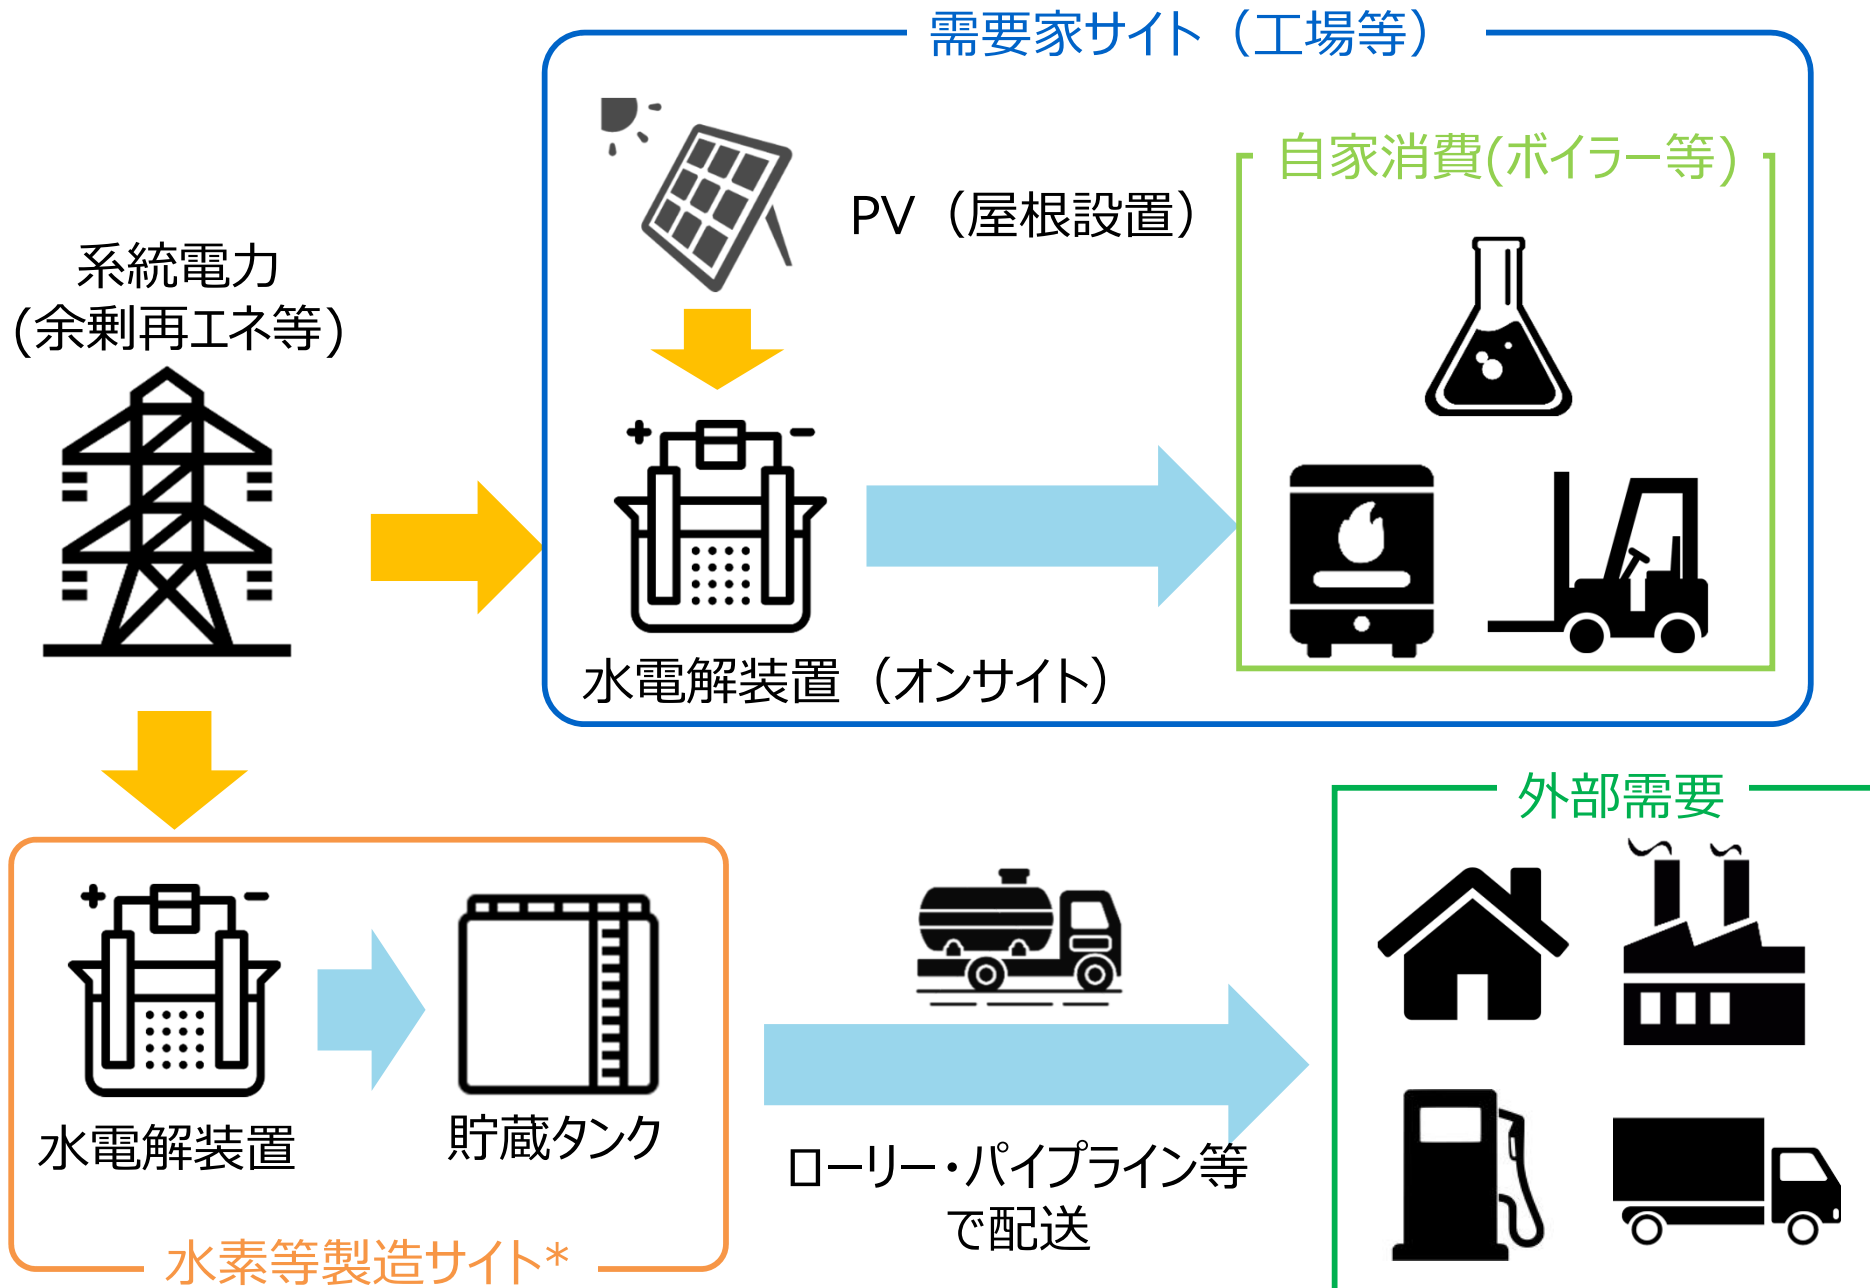 需要家サイト（工場等）
自家消費(ボイラー等)
PV（屋根設置）
系統電力
(余剰再エネ等)
水電解装置（オンサイト）
外部需要
水電解装置
貯蔵タンク
ローリー・パイプライン等
で配送
水素等製造サイト*